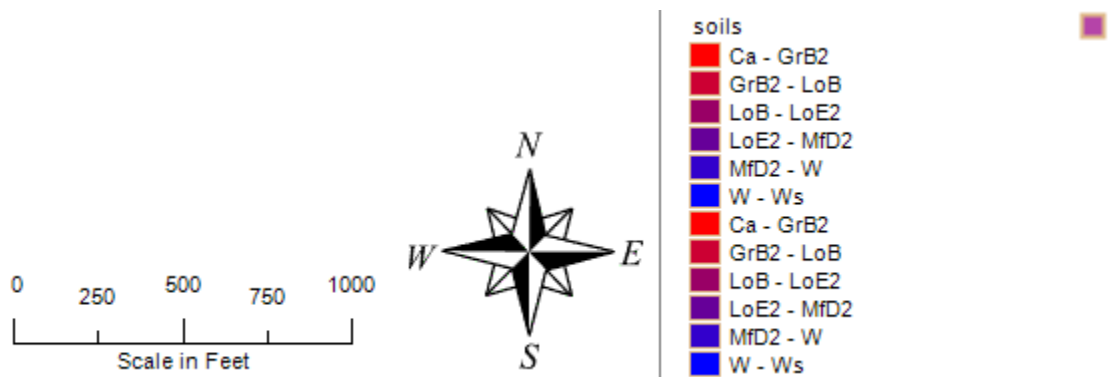 N
W E
S
0 250 500 750 1000
Scale in Feet
soils
Ca - GrB2
GrB2 - LoB
LoB - LoE2
LoE2 - MfD2
MfD2 - W
W - Ws
Ca - GrB2
GrB2 - LoB
LoB - LoE2
LoE2 - MfD2
MfD2 - W
W - Ws